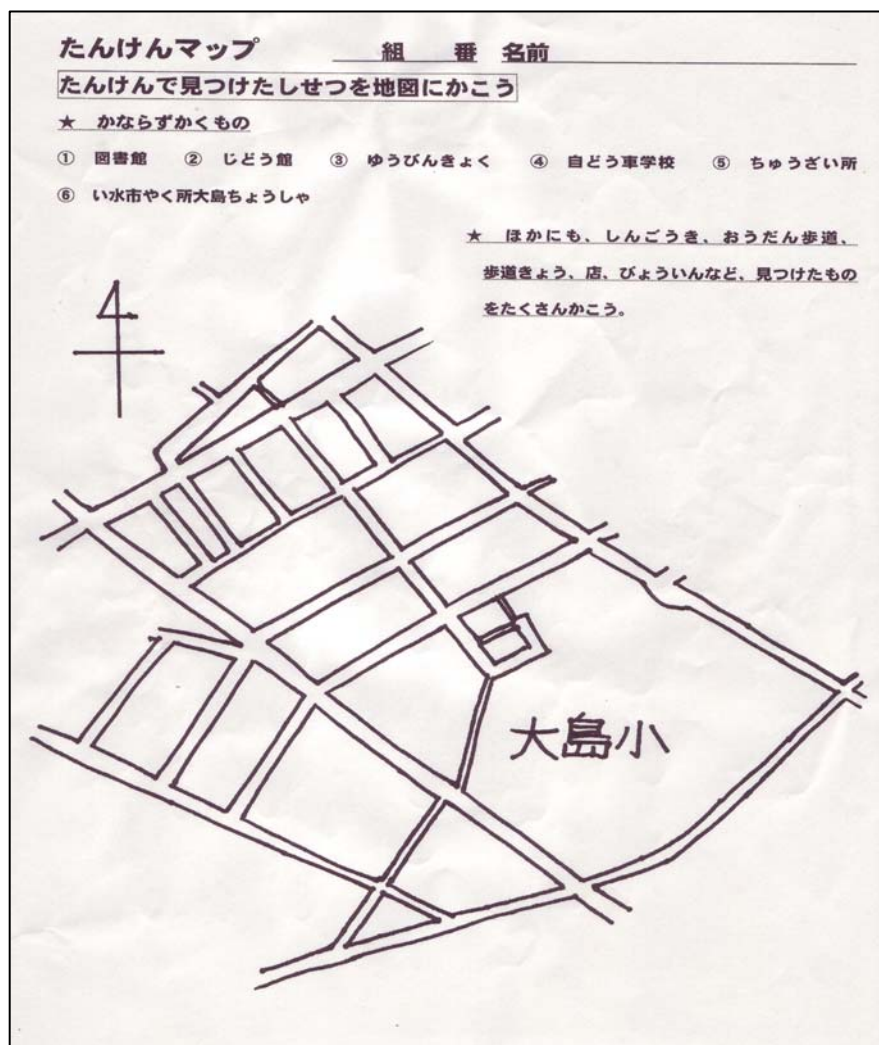 たんけんマップ 組 番 名前
たんけんで見つけたしせつを地図にかこう
★ かならずかくもの
① 図書館 ② じどう館 ③ ゆうびんきょく ④ 自どう車学校 ⑤ ちゅうざい所
⑥ い水市やく所大島ちょうしゃ
★ ほかにも、しんごうき、おうだん歩道、
歩道きょう、店、びょういんなど、見つけたもの
をたくさんかこう。
大島小